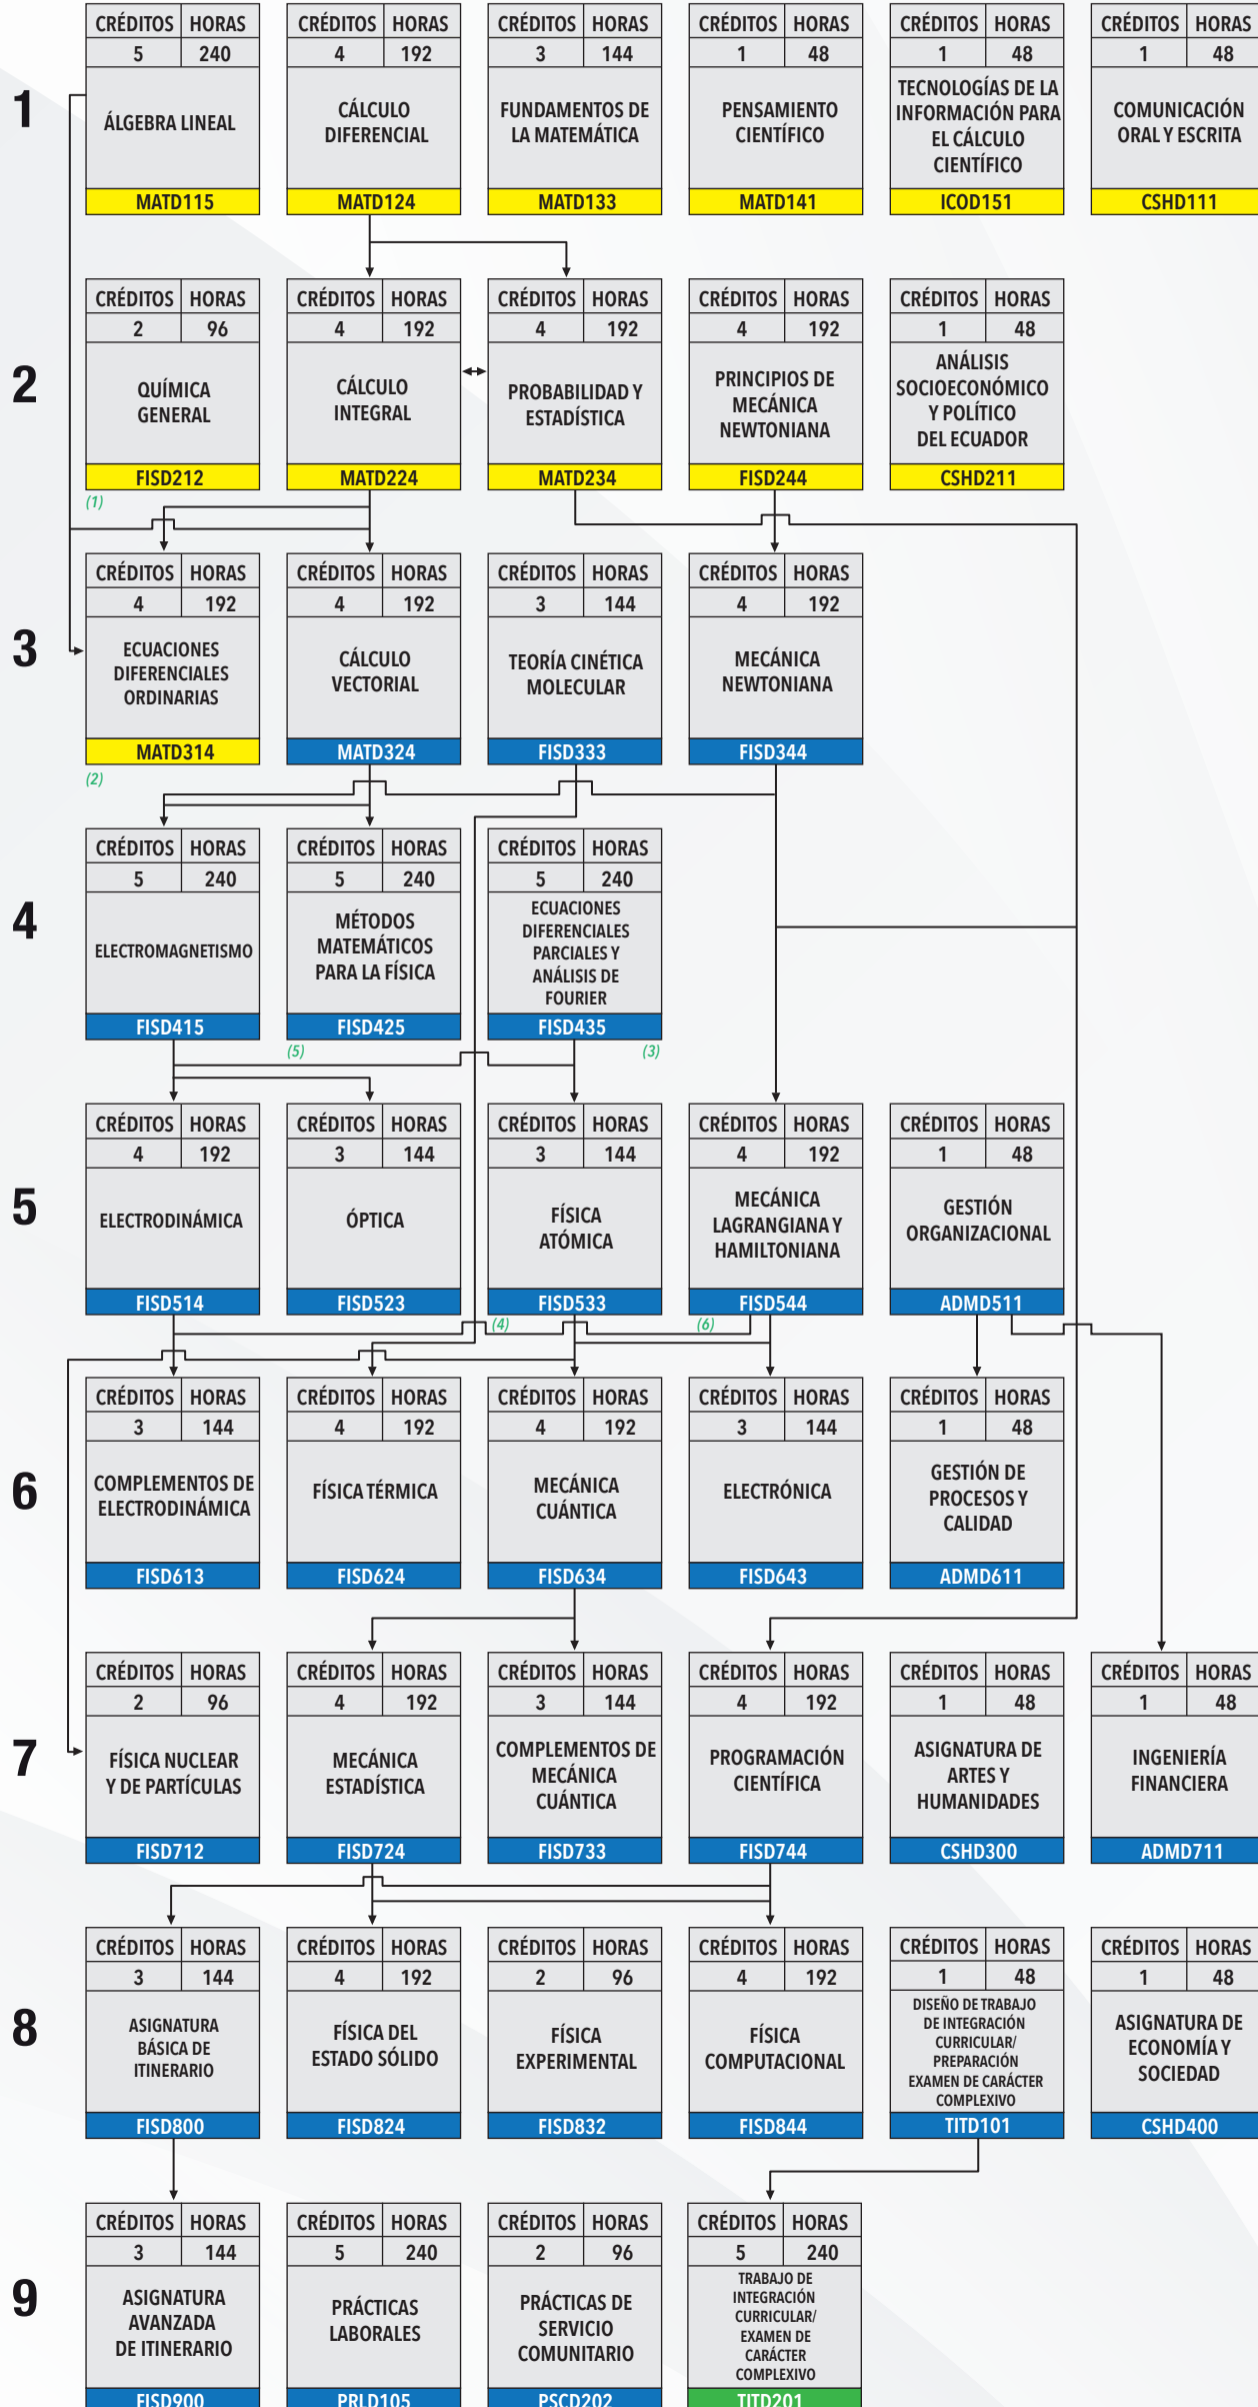 1
CRÉDITOS HORAS
5 240
ÁLGEBRA LINEAL
MATD115
CRÉDITOS HORAS
4 192
CÁLCULO
DIFERENCIAL
MATD124
CRÉDITOS HORAS
3 144
FUNDAMENTOS DE
LA MATEMÁTICA
MATD133
CRÉDITOS HORAS
1 48
PENSAMIENTO
CIENTÍFICO
MATD141
CRÉDITOS HORAS
1 48
TECNOLOGÍAS DE LA
INFORMACIÓN PARA
EL CÁLCULO
CIENTÍFICO
ICOD151
CRÉDITOS HORAS
1 48
COMUNICACIÓN
ORAL Y ESCRITA
CSHD111
2
CRÉDITOS HORAS
2 96
QUÍMICA
GENERAL
FISD212
(1)
CRÉDITOS HORAS
4 192
CÁLCULO
INTEGRAL
MATD224
CRÉDITOS HORAS
4 192
PROBABILIDAD Y
ESTADÍSTICA
MATD234
CRÉDITOS HORAS
4 192
PRINCIPIOS DE
MECÁNICA
NEWTONIANA
FISD244
CRÉDITOS HORAS
1 48
ANÁLISIS
SOCIOECONÓMICO
Y POLÍTICO
DEL ECUADOR
CSHD211
3
CRÉDITOS HORAS
4 192
ECUACIONES
DIFERENCIALES
ORDINARIAS
MATD314
(2)
CRÉDITOS HORAS
4 192
CÁLCULO
VECTORIAL
MATD324
CRÉDITOS HORAS
3 144
TEORÍA CINÉTICA
MOLECULAR
FISD333
CRÉDITOS HORAS
4 192
MECÁNICA
NEWTONIANA
FISD344
4
CRÉDITOS HORAS
5 240
ELECTROMAGNETISMO
FISD415
CRÉDITOS HORAS
5 240
MÉTODOS
MATEMÁTICOS
PARA LA FÍSICA
FISD425
(5)
CRÉDITOS HORAS
5 240
ECUACIONES
DIFERENCIALES
PARCIALES Y
ANÁLISIS DE
FOURIER
FISD435
(3)
5
CRÉDITOS HORAS
4 192
ELECTRODINÁMICA
FISD514
CRÉDITOS HORAS
3 144
ÓPTICA
FISD523
CRÉDITOS HORAS
3 144
FÍSICA
ATÓMICA
FISD533
(4)
CRÉDITOS HORAS
4 192
MECÁNICA
LAGRANGIANA Y
HAMILTONIANA
FISD544
(6)
CRÉDITOS HORAS
1 48
GESTIÓN
ORGANIZACIONAL
ADMD511
6
CRÉDITOS HORAS
3 144
COMPLEMENTOS DE
ELECTRODINÁMICA
FISD613
CRÉDITOS HORAS
4 192
FÍSICA TÉRMICA
FISD624
CRÉDITOS HORAS
4 192
MECÁNICA
CUÁNTICA
FISD634
CRÉDITOS HORAS
3 144
ELECTRÓNICA
FISD643
CRÉDITOS HORAS
1 48
GESTIÓN DE
PROCESOS Y
CALIDAD
ADMD611
7
CRÉDITOS HORAS
2 96
FÍSICA NUCLEAR
Y DE PARTÍCULAS
FISD712
CRÉDITOS HORAS
4 192
MECÁNICA
ESTADÍSTICA
FISD724
CRÉDITOS HORAS
3 144
COMPLEMENTOS DE
MECÁNICA
CUÁNTICA
FISD733
CRÉDITOS HORAS
4 192
PROGRAMACIÓN
CIENTÍFICA
FISD744
CRÉDITOS HORAS
1 48
ASIGNATURA DE
ARTES Y
HUMANIDADES
CSHD300
CRÉDITOS HORAS
1 48
INGENIERÍA
FINANCIERA
ADMD711
8
CRÉDITOS HORAS
3 144
ASIGNATURA
BÁSICA DE
ITINERARIO
FISD800
CRÉDITOS HORAS
4 192
FÍSICA DEL
ESTADO SÓLIDO
FISD824
CRÉDITOS HORAS
2 96
FÍSICA
EXPERIMENTAL
FISD832
CRÉDITOS HORAS
4 192
FÍSICA
COMPUTACIONAL
FISD844
CRÉDITOS HORAS
1 48
DISEÑO DE TRABAJO
DE INTEGRACIÓN
CURRICULAR/
PREPARACIÓN
EXAMEN DE CARÁCTER
COMPLEXIVO
TITD101
CRÉDITOS HORAS
1 48
ASIGNATURA DE
ECONOMÍA Y
SOCIEDAD
CSHD400
9
CRÉDITOS HORAS
3 144
ASIGNATURA
AVANZADA
DE ITINERARIO
FISD900
CRÉDITOS HORAS
5 240
PRÁCTICAS
LABORALES
PRLD105
CRÉDITOS HORAS
2 96
PRÁCTICAS DE
SERVICIO
COMUNITARIO
PSCD202
CRÉDITOS HORAS
5 240
TRABAJO DE
INTEGRACIÓN
CURRICULAR/
EXAMEN DE
CARÁCTER
COMPLEXIVO
TITD201